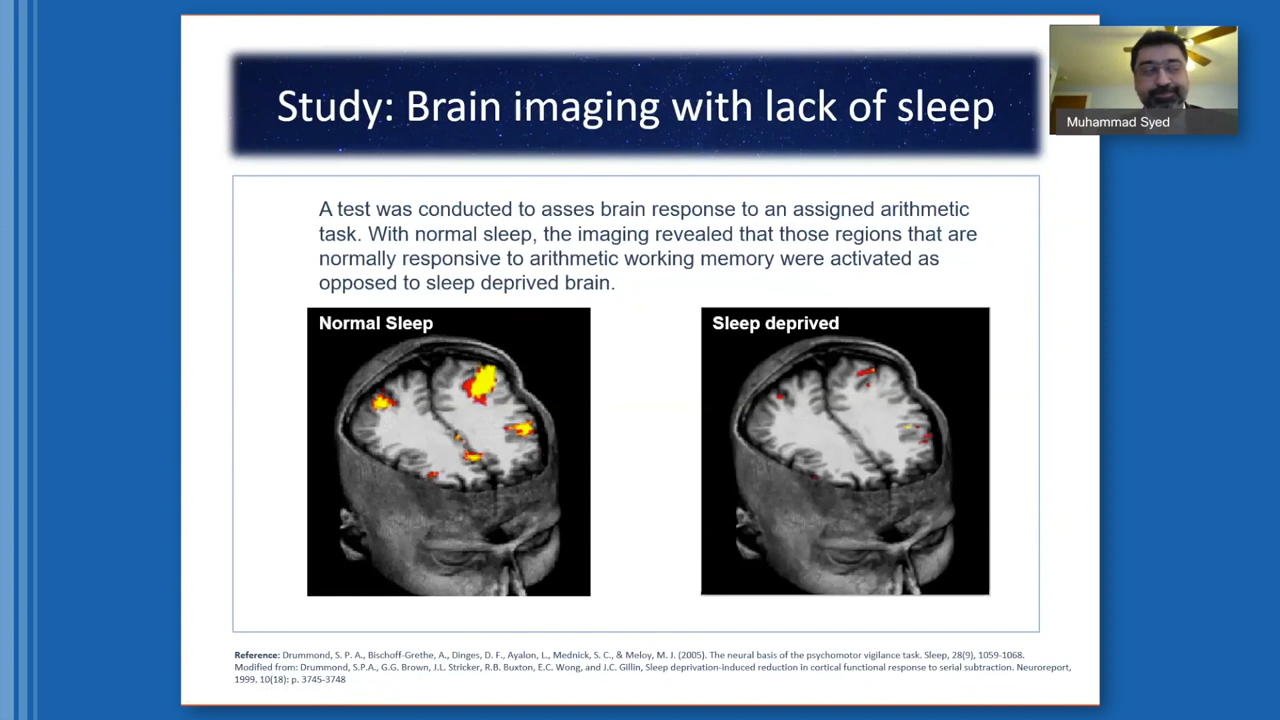 Study: Brain imaging with lack of sleep
Muhammad Syed
A test was conducted to asses brain response to an assigned arithmetic
task. With normal sleep, the imaging revealed that those regions that are
normally responsive to arithmetic working memory were activated as
opposed to sleep deprived brain.
Normal Sleep
Sleep deprived
Reference: Drummond, S. P. A., Bischoff-Grethe, A., Dinges, D. F., Ayalon, L., Mednick, S. C., & Meloy, M. J. (2005). The neural basis of the psychomotor vigilance task. Sleep, 28(9), 1059-1068.
Modified from: Drummond, S.P.A., G.G. Brown, J.L. Stricker, R.B. Buxton, E.C. Wong, and J.C. Gillin, Sleep deprivation-induced reduction in cortical functional response to serial subtraction. Neuroreport,
1999. 10(18): p. 3745-3748